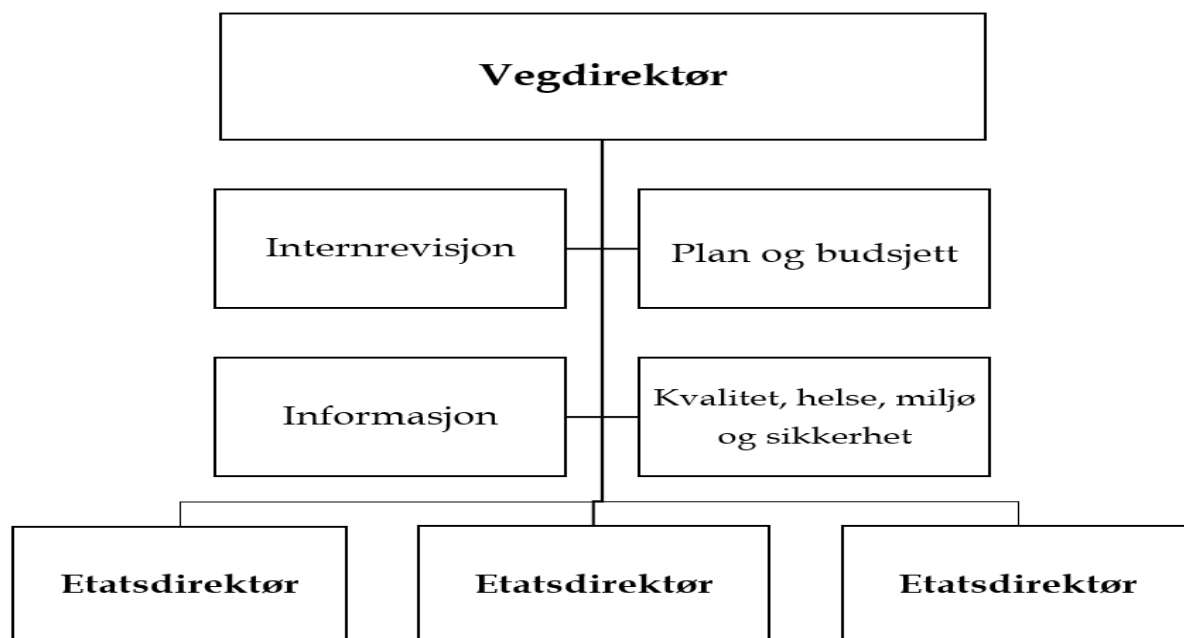 Vegdirektør
Internrevisjon
Plan og budsjett
Informasjon
Kvalitet, helse, miljø
og sikkerhet
Etatsdirektør
Etatsdirektør
Etatsdirektør